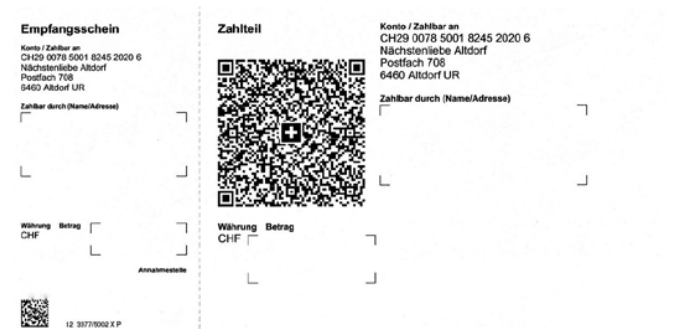 Empfangsschein
Konto / Zahlbar an
CH29 0078 5001 8245 2020 6
Nächstenliebe Altdorf
Postfach 708
6460 Altdorf UR
Zahlbar durch (Name/Adresse)
Währung Betrag
CHF
Annahmestelle
12 3377/5002 X P
Zahlteil
Währung Betrag
CHF
Konto / Zahlbar an
CH29 0078 5001 8245 2020 6
Nächstenliebe Altdorf
Postfach 708
6460 Altdorf UR
Zahlbar durch (Name/Adresse)